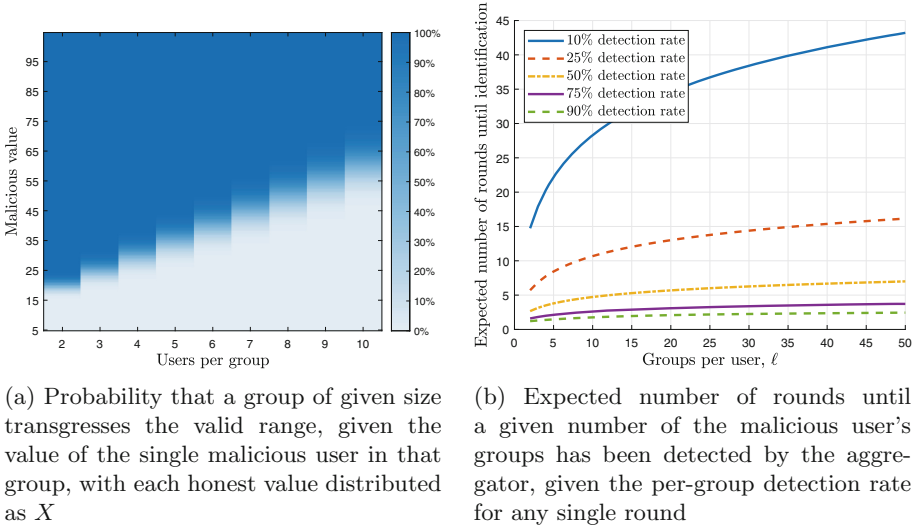 Malicious value
95
85
75
65
55
45
35
25
15
5
2 3 4 5 6 7 8 9 10
Users per group
100%
90%
80%
70%
60%
50%
40%
30%
20%
10%
0%
Expected number of rounds until identification
45
40
35
30
25
20
15
10
5
0
0 5 10 15 20 25 30 35 40 45 50
Groups per user, ℓ
10% detection rate
25% detection rate
50% detection rate
75% detection rate
90% detection rate
(a) Probability that a group of given size
transgresses the valid range, given the
value of the single malicious user in that
group, with each honest value distributed
as X
(b) Expected number of rounds until
a given number of the malicious user's
groups has been detected by the aggre-
gator, given the per-group detection rate
for any single round